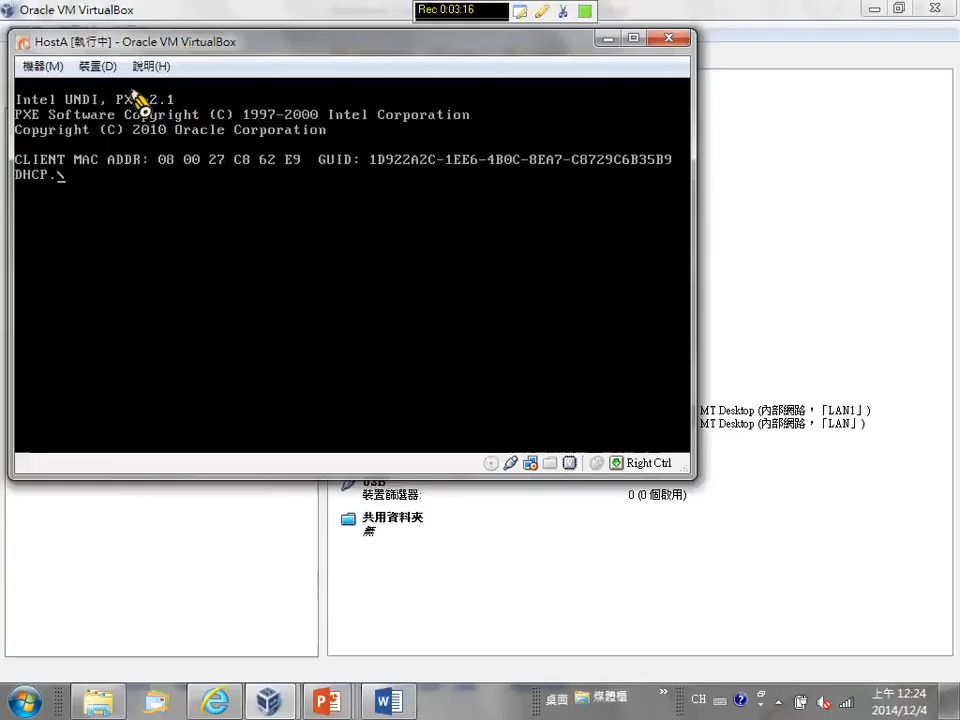 Oracle VM VirtualBox
Rec 0:03:16
HostA [執行中] - Oracle VM VirtualBox
機器(M) 裝置(D) 說明(H)
Intel UNDI, PXE-2.1
PXE Software Copyright (C) 1997-2000 Intel Corporation
Copyright (C) 2010 Oracle Corporation
CLIENT MAC ADDR: 08 00 27 C8 62 E9 GUID: 1D922A2C-1EE6-4B0C-8EA7-C8729C6B35B9
DHCP.\
MT Desktop (內部網路,「LAN1」)
MT Desktop (內部網路,「LAN」)
Right Ctrl
USB
裝置篩選器: 0 (0 個啟用)
共用資料夾
無
桌面 媒體櫃 » CH
上午 12:24
2014/12/4